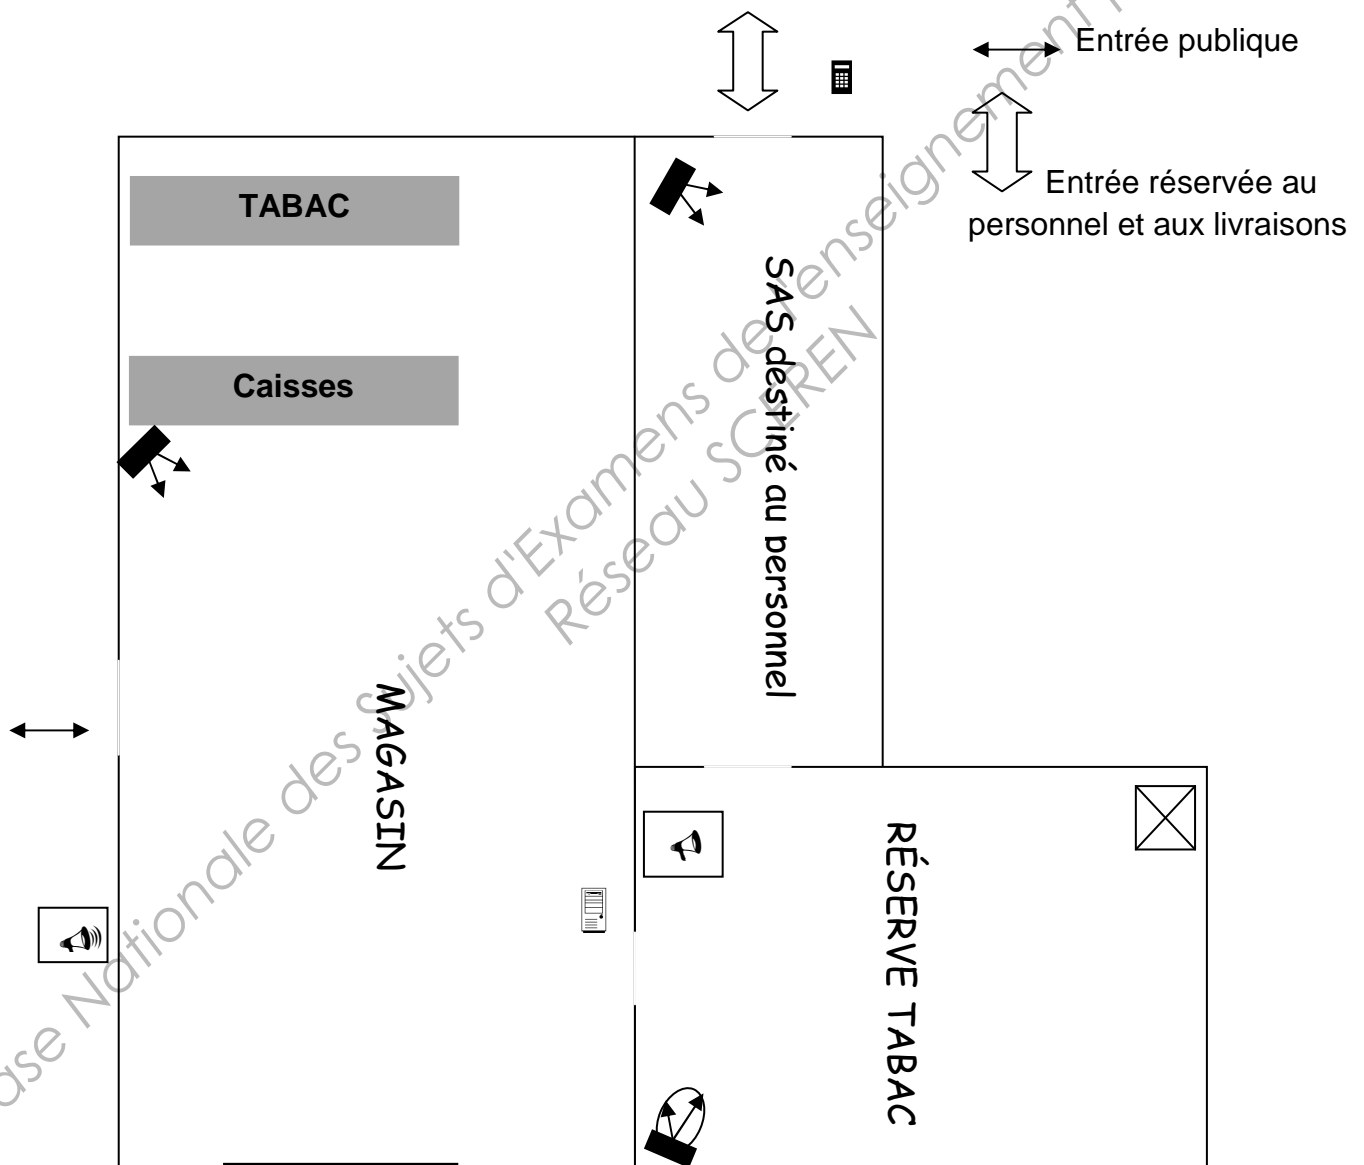 Entrée publique
Entrée réservée au
personnel et aux livraisons
TABAC
Caisses
SAS destiné au personnel
MAGASIN
RÉSERVE TABAC
Nationale des Sujets d'Examens de l'enseignement
Réseau SCEREN